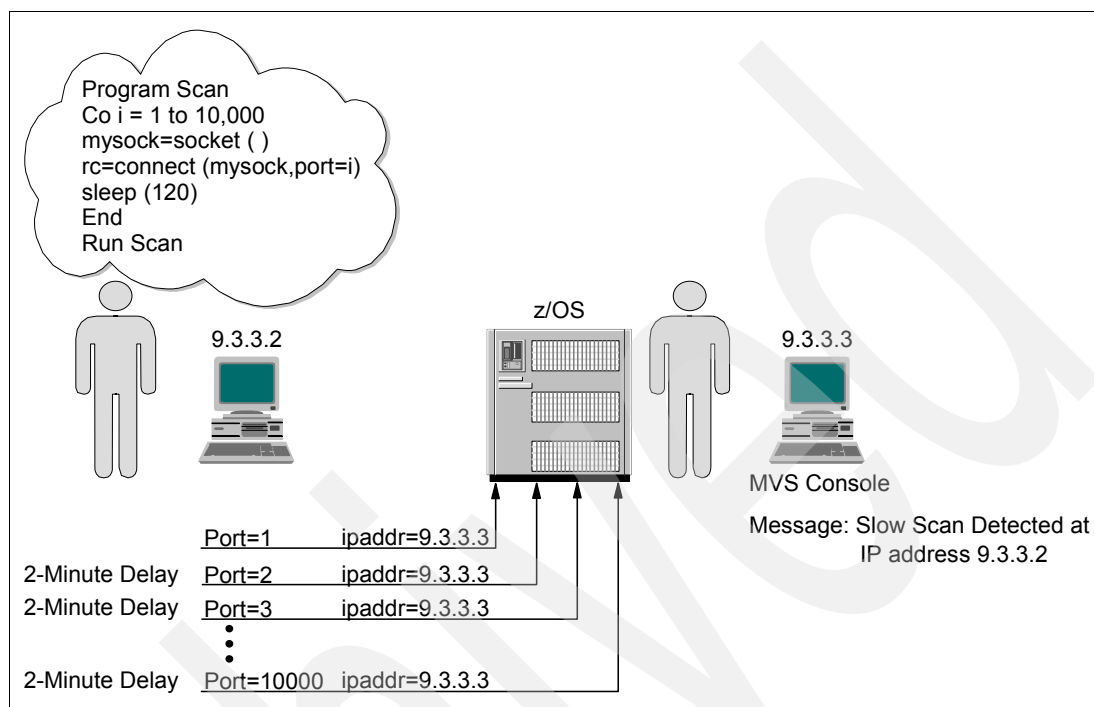 Program Scan
Co i = 1 to 10,000
mysock=socket ( )
rc=connect (mysock,port=i)
sleep (120)
End
Run Scan
z/OS
9.3.3.2
9.3.3.3
MVS Console
Message: Slow Scan Detected at
IP address 9.3.3.2
Port=1 ipaddr=9.3.3.3
2-Minute Delay Port=2 ipaddr=9.3.3.3
2-Minute Delay Port=3 ipaddr=9.3.3.3
2-Minute Delay Port=10000 ipaddr=9.3.3.3